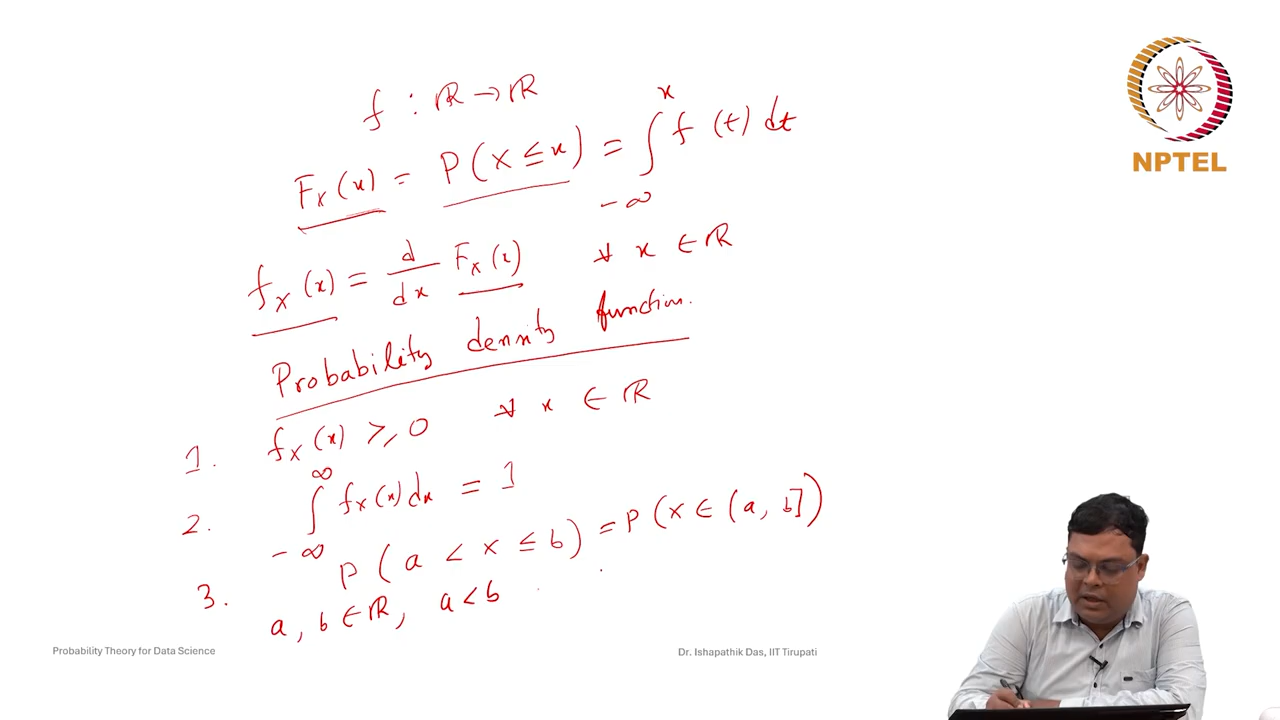 f : ℝ → ℝ
F_X(x) = P(X ≤ x) = ∫_{-∞}^{x} f(t) dt
f_X(x) = d/dx F_X(x) ∀ x ∈ ℝ
Probability density function.
1. f_X(x) ≥ 0 ∀ x ∈ ℝ
2. ∫_{-∞}^{∞} f_X(x) dx = 1
3. P(a < X ≤ b) = P(X ∈ (a, b])
a, b ∈ ℝ, a < b
NPTEL
Probability Theory for Data Science
Dr. Ishapathik Das, IIT Tirupati